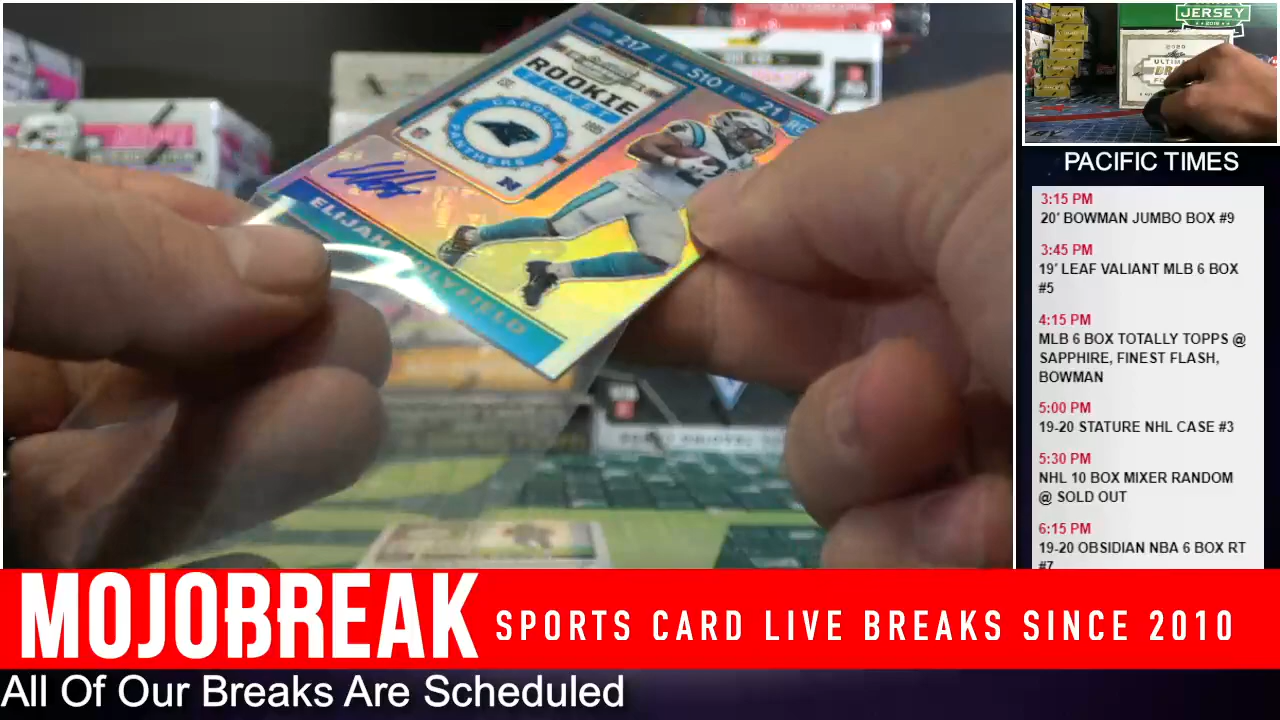 217 510 21 RC
ROOKIE
TICKET
CAROLINA
PANTHERS
ELIJAH HOLYFIELD
JERSEY
2020
PACIFIC TIMES
3:15 PM
20' BOWMAN JUMBO BOX #9
3:45 PM
19' LEAF VALIANT MLB 6 BOX
#5
4:15 PM
MLB 6 BOX TOTALLY TOPPS @
SAPPHIRE, FINEST FLASH,
BOWMAN
5:00 PM
19-20 STATURE NHL CASE #3
5:30 PM
NHL 10 BOX MIXER RANDOM
@ SOLD OUT
6:15 PM
19-20 OBSIDIAN NBA 6 BOX RT
#7
MOJOBREAK SPORTS CARD LIVE BREAKS SINCE 2010
All Of Our Breaks Are Scheduled